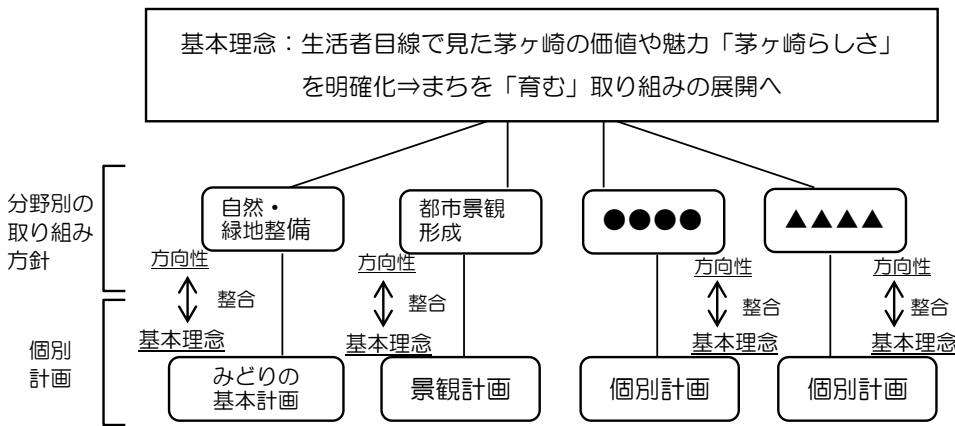 基本理念：生活者目線で見た茅ヶ崎の価値や魅力「茅ヶ崎らしさ」
を明確化⇒まちを「育む」取り組みの展開へ
分野別の
取り組み
方針
自然・
緑地整備
都市景観
形成
●●●●
▲▲▲▲
方向性
方向性
方向性
方向性
整合
整合
整合
整合
基本理念
基本理念
基本理念
基本理念
個別
計画
みどりの
基本計画
景観計画
個別計画
個別計画